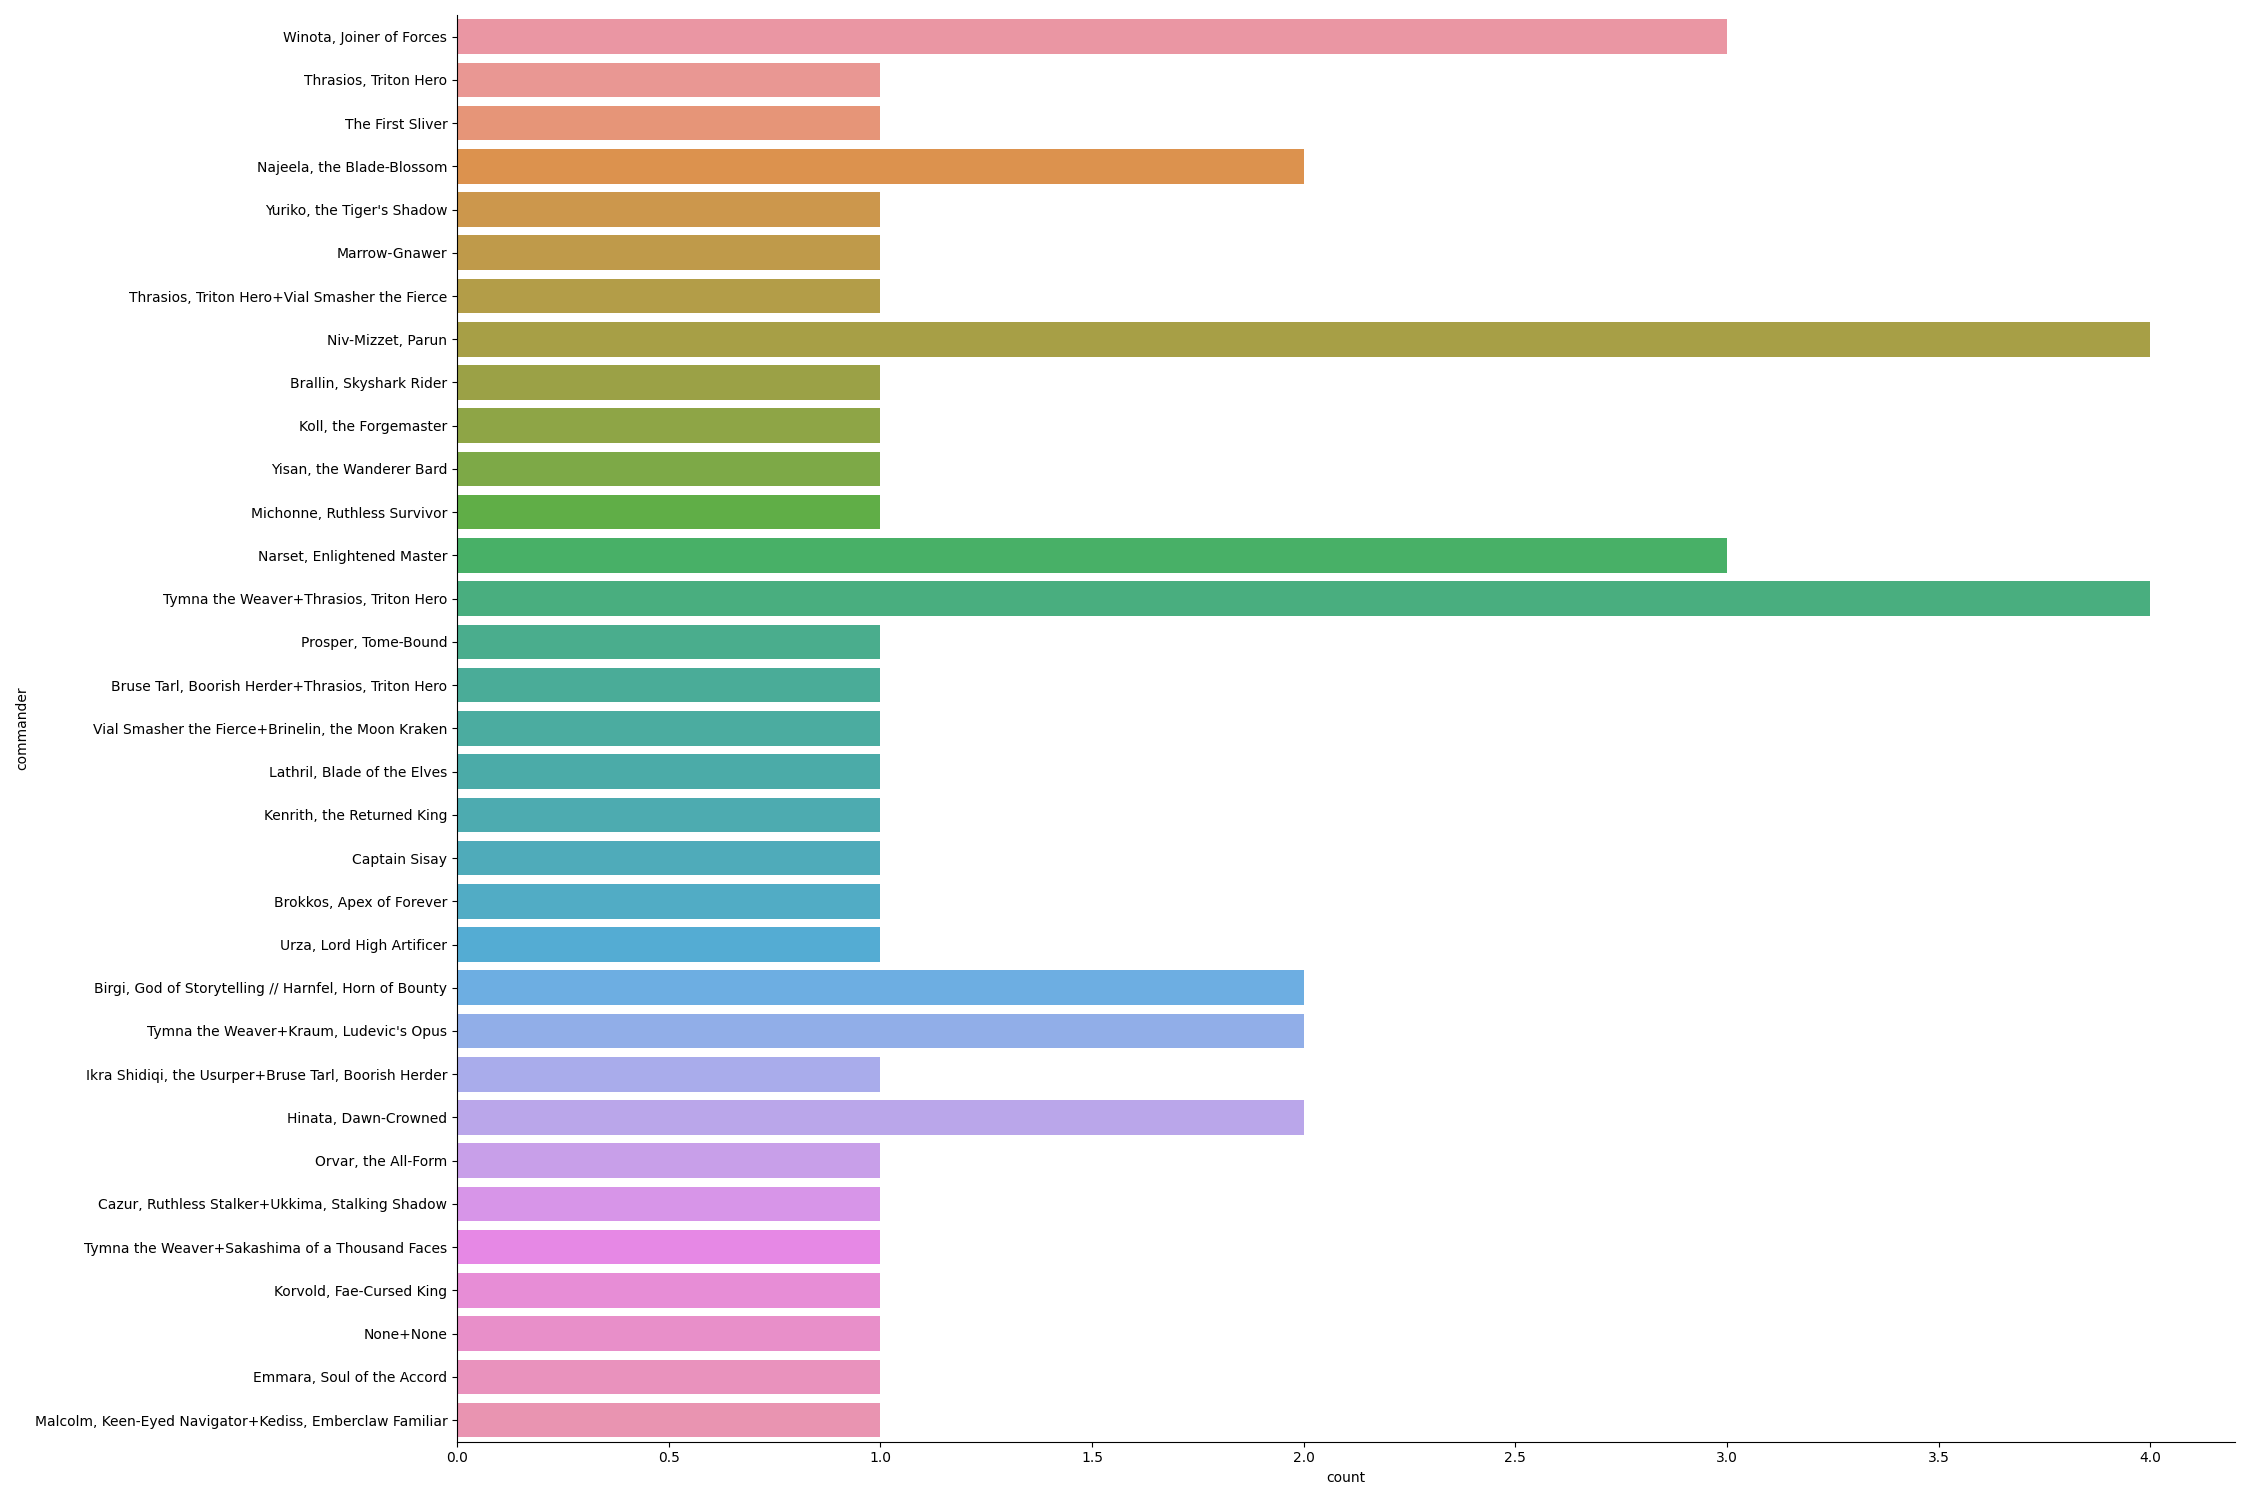 Winota, Joiner of Forces
Thrasios, Triton Hero
The First Sliver
Najeela, the Blade-Blossom
Yuriko, the Tiger's Shadow
Marrow-Gnawer
Thrasios, Triton Hero+Vial Smasher the Fierce
Niv-Mizzet, Parun
Brallin, Skyshark Rider
Koll, the Forgemaster
Yisan, the Wanderer Bard
Michonne, Ruthless Survivor
Narset, Enlightened Master
Tymna the Weaver+Thrasios, Triton Hero
Prosper, Tome-Bound
Bruse Tarl, Boorish Herder+Thrasios, Triton Hero
Vial Smasher the Fierce+Brinelin, the Moon Kraken
Lathril, Blade of the Elves
Kenrith, the Returned King
Captain Sisay
Brokkos, Apex of Forever
Urza, Lord High Artificer
Birgi, God of Storytelling // Harnfel, Horn of Bounty
Tymna the Weaver+Kraum, Ludevic's Opus
Ikra Shidiqi, the Usurper+Bruse Tarl, Boorish Herder
Hinata, Dawn-Crowned
Orvar, the All-Form
Cazur, Ruthless Stalker+Ukkima, Stalking Shadow
Tymna the Weaver+Sakashima of a Thousand Faces
Korvold, Fae-Cursed King
None+None
Emmara, Soul of the Accord
Malcolm, Keen-Eyed Navigator+Kediss, Emberclaw Familiar
commander
0.0 0.5 1.0 1.5 2.0 2.5 3.0 3.5 4.0
count